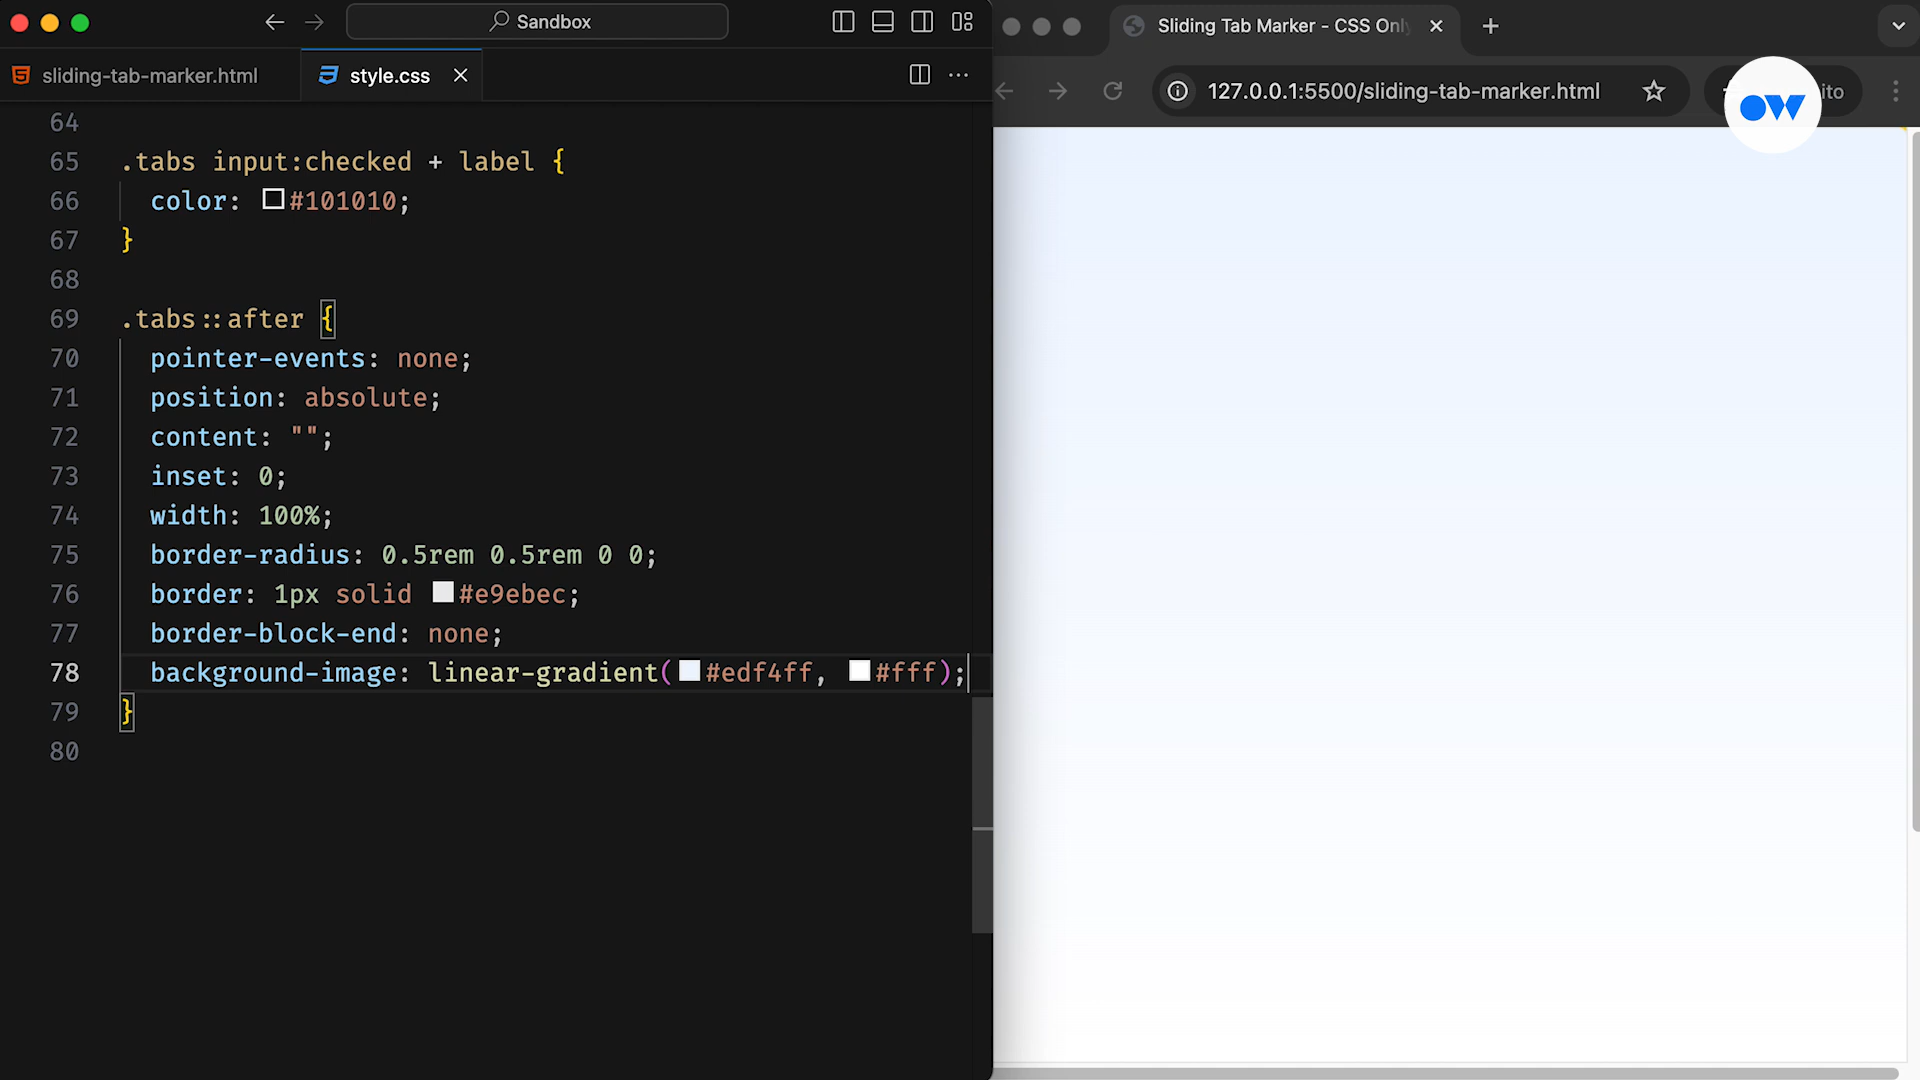 Sandbox
sliding-tab-marker.html
style.css
64
65 .tabs input:checked + label {
66 color: #101010;
67 }
68
69 .tabs::after {
70 pointer-events: none;
71 position: absolute;
72 content: "";
73 inset: 0;
74 width: 100%;
75 border-radius: 0.5rem 0.5rem 0 0;
76 border: 1px solid #e9ebec;
77 border-block-end: none;
78 background-image: linear-gradient(#edf4ff, #fff);
79 }
80
Sliding Tab Marker - CSS Onl
127.0.0.1:5500/sliding-tab-marker.html
ito
OW